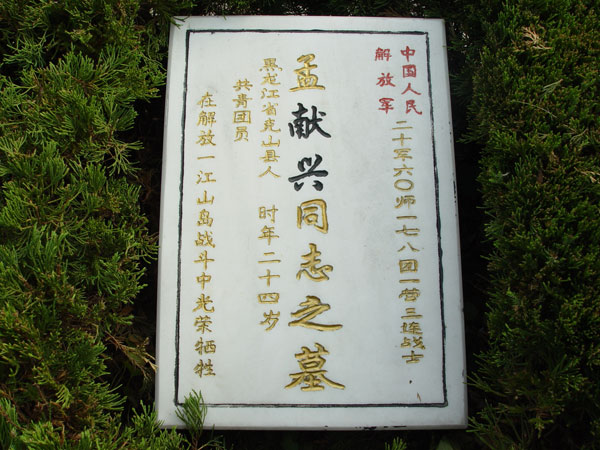 中国人民
解放军
二十军六〇师一七八团一营三连战士
孟献兴同志之墓
黑龙江省克山县人
共青团员
时年二十四岁
在解放一江山岛战斗中光荣牺牲